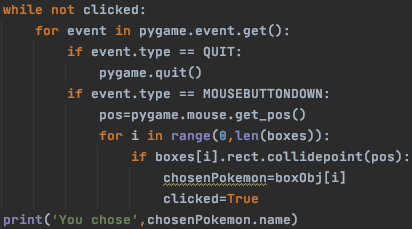 while not clicked:
    for event in pygame.event.get():
        if event.type == QUIT:
            pygame.quit()
        if event.type == MOUSEBUTTONDOWN:
            pos=pygame.mouse.get_pos()
            for i in range(0,len(boxes)):
                if boxes[i].rect.collidepoint(pos):
                    chosenPokemon=boxObj[i]
                    clicked=True
print('You chose',chosenPokemon.name)